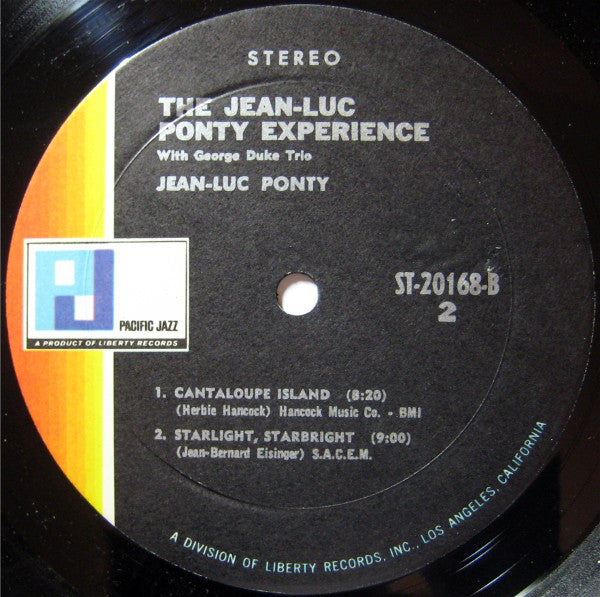 STEREO
THE JEAN-LUC
PONTY EXPERIENCE
With George Duke Trio
JEAN-LUC PONTY
PJ
PACIFIC JAZZ
A PRODUCT OF LIBERTY RECORDS
ST-20168-B
2
1. CANTALOUPE ISLAND (8:20)
(Herbie Hancock) Hancock Music Co. - BMI
2. STARLIGHT, STARBRIGHT (9:00)
(Jean-Bernard Eisinger) S.A.C.E.M.
A DIVISION OF LIBERTY RECORDS, INC., LOS ANGELES, CALIFORNIA